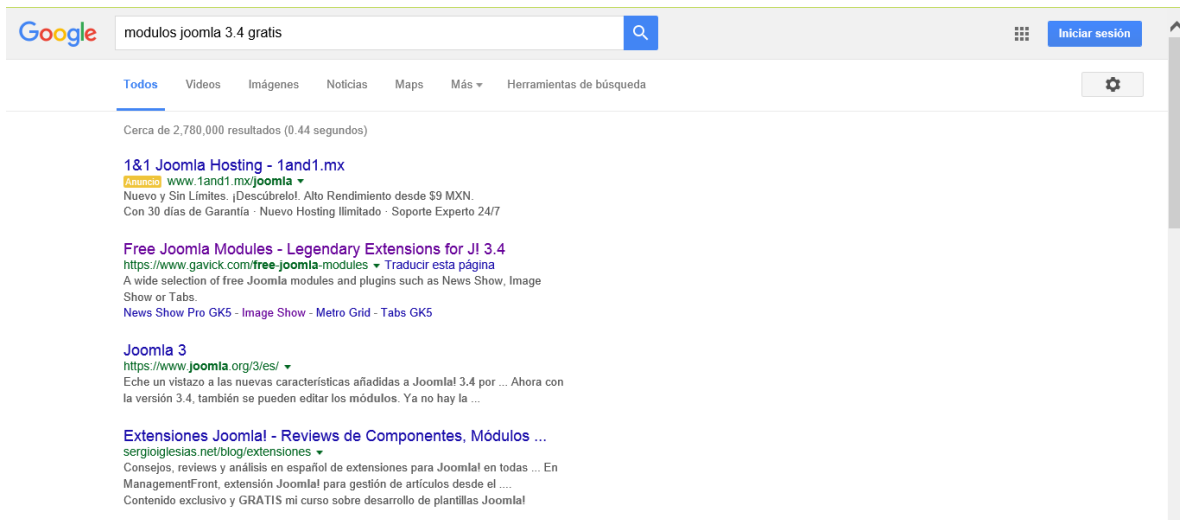 Google modulos joomla 3.4 gratis Iniciar sesión
Todos Videos Imágenes Noticias Maps Más Herramientas de búsqueda
Cerca de 2,780,000 resultados (0.44 segundos)
1&1 Joomla Hosting - 1and1.mx
Anuncio www.1and1.mx/joomla
Nuevo y Sin Límites. ¡Descúbrelo!. Alto Rendimiento desde $9 MXN.
Con 30 días de Garantía · Nuevo Hosting Ilimitado · Soporte Experto 24/7
Free Joomla Modules - Legendary Extensions for J! 3.4
https://www.gavick.com/free-joomla-modules Traducir esta página
A wide selection of free Joomla modules and plugins such as News Show, Image
Show or Tabs.
News Show Pro GK5 - Image Show - Metro Grid - Tabs GK5
Joomla 3
https://www.joomla.org/3/es/
Eche un vistazo a las nuevas características añadidas a Joomla! 3.4 por ... Ahora con
la versión 3.4, también se pueden editar los módulos. Ya no hay la ...
Extensiones Joomla! - Reviews de Componentes, Módulos ...
sergioiglesias.net/blog/extensiones
Consejos, reviews y análisis en español de extensiones para Joomla! en todas ... En
ManagementFront, extensión Joomla! para gestión de artículos desde el ....
Contenido exclusivo y GRATIS mi curso sobre desarrollo de plantillas Joomla!